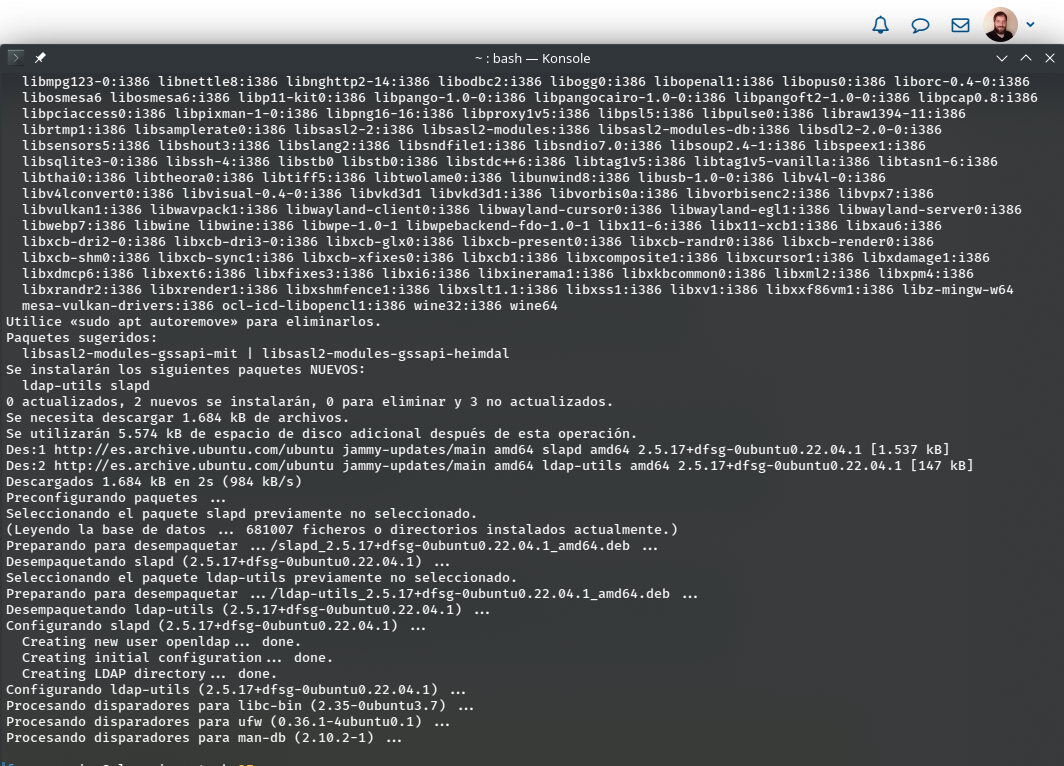 ~ : bash — Konsole
libmpg123-0:i386 libnettle8:i386 libnghttp2-14:i386 libodbc2:i386 libogg0:i386 libopenal1:i386 libopus0:i386 liborc-0.4-0:i386
libosmesa6 libosmesa6:i386 libp11-kit0:i386 libpango-1.0-0:i386 libpangocairo-1.0-0:i386 libpangoft2-1.0-0:i386 libpcap0.8:i386
libpciaccess0:i386 libpixman-1-0:i386 libpng16-16:i386 libproxy1v5:i386 libpsl5:i386 libpulse0:i386 libraw1394-11:i386
librtmp1:i386 libsamplerate0:i386 libsasl2-2:i386 libsasl2-modules:i386 libsasl2-modules-db:i386 libsdl2-2.0-0:i386
libsensors5:i386 libshout3:i386 libslang2:i386 libsndfile1:i386 libsndio7.0:i386 libsoup2.4-1:i386 libspeex1:i386
libsqlite3-0:i386 libssh-4:i386 libstb0 libstb0:i386 libstdc++6:i386 libtag1v5:i386 libtag1v5-vanilla:i386 libtasn1-6:i386
libthai0:i386 libtheora0:i386 libtiff5:i386 libtwolame0:i386 libunwind8:i386 libusb-1.0-0:i386 libv4l-0:i386
libv4lconvert0:i386 libvisual-0.4-0:i386 libvkd3d1 libvkd3d1:i386 libvorbis0a:i386 libvorbisenc2:i386 libvpx7:i386
libvulkan1:i386 libwavpack1:i386 libwayland-client0:i386 libwayland-cursor0:i386 libwayland-egl1:i386 libwayland-server0:i386
libwebp7:i386 libwine libwine:i386 libwpe-1.0-1 libwpebackend-fdo-1.0-1 libx11-6:i386 libx11-xcb1:i386 libxau6:i386
libxcb-dri2-0:i386 libxcb-dri3-0:i386 libxcb-glx0:i386 libxcb-present0:i386 libxcb-randr0:i386 libxcb-render0:i386
libxcb-shm0:i386 libxcb-sync1:i386 libxcb-xfixes0:i386 libxcb1:i386 libxcomposite1:i386 libxcursor1:i386 libxdamage1:i386
libxdmcp6:i386 libxext6:i386 libxfixes3:i386 libxi6:i386 libxinerama1:i386 libxkbcommon0:i386 libxml2:i386 libxpm4:i386
libxrandr2:i386 libxrender1:i386 libxshmfence1:i386 libxslt1.1:i386 libxss1:i386 libxv1:i386 libxxf86vm1:i386 libz-mingw-w64
mesa-vulkan-drivers:i386 ocl-icd-libopencl1:i386 wine32:i386 wine64
Utilice «sudo apt autoremove» para eliminarlos.
Paquetes sugeridos:
libsasl2-modules-gssapi-mit | libsasl2-modules-gssapi-heimdal
Se instalarán los siguientes paquetes NUEVOS:
ldap-utils slapd
0 actualizados, 2 nuevos se instalarán, 0 para eliminar y 3 no actualizados.
Se necesita descargar 1.684 kB de archivos.
Se utilizarán 5.574 kB de espacio de disco adicional después de esta operación.
Des:1 http://es.archive.ubuntu.com/ubuntu jammy-updates/main amd64 slapd amd64 2.5.17+dfsg-0ubuntu0.22.04.1 [1.537 kB]
Des:2 http://es.archive.ubuntu.com/ubuntu jammy-updates/main amd64 ldap-utils amd64 2.5.17+dfsg-0ubuntu0.22.04.1 [147 kB]
Descargados 1.684 kB en 2s (984 kB/s)
Preconfigurando paquetes ...
Seleccionando el paquete slapd previamente no seleccionado.
(Leyendo la base de datos ... 681007 ficheros o directorios instalados actualmente.)
Preparando para desempaquetar .../slapd_2.5.17+dfsg-0ubuntu0.22.04.1_amd64.deb ...
Desempaquetando slapd (2.5.17+dfsg-0ubuntu0.22.04.1) ...
Seleccionando el paquete ldap-utils previamente no seleccionado.
Preparando para desempaquetar .../ldap-utils_2.5.17+dfsg-0ubuntu0.22.04.1_amd64.deb ...
Desempaquetando ldap-utils (2.5.17+dfsg-0ubuntu0.22.04.1) ...
Configurando slapd (2.5.17+dfsg-0ubuntu0.22.04.1) ...
Creating new user openldap... done.
Creating initial configuration... done.
Creating LDAP directory... done.
Configurando ldap-utils (2.5.17+dfsg-0ubuntu0.22.04.1) ...
Procesando disparadores para libc-bin (2.35-0ubuntu3.7) ...
Procesando disparadores para ufw (0.36.1-4ubuntu0.1) ...
Procesando disparadores para man-db (2.10.2-1) ...